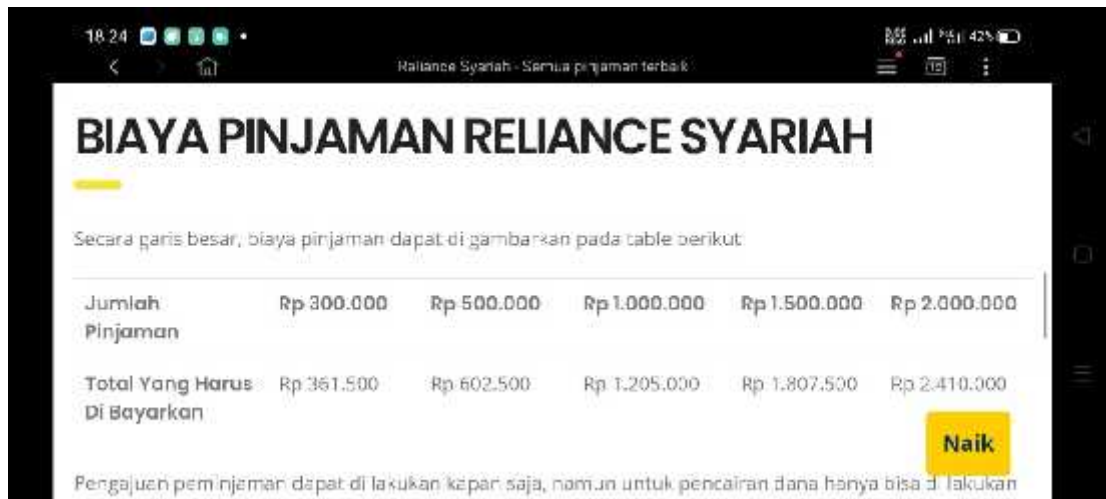 18.24
42%
Reliance Syariah - Semua pinjaman terbaik
12
BIAYA PINJAMAN RELIANCE SYARIAH
Secara garis besar, biaya pinjaman dapat di gambarkan pada table berikut
Jumlah Pinjaman Rp 300.000 Rp 500.000 Rp 1.000.000 Rp 1.500.000 Rp 2.000.000
Total Yang Harus Di Bayarkan Rp 361.500 Rp 602.500 Rp 1.205.000 Rp 1.807.500 Rp 2.410.000
Naik
Pengajuan peminjaman dapat di lakukan kapan saja, namun untuk pencairan dana hanya bisa di lakukan